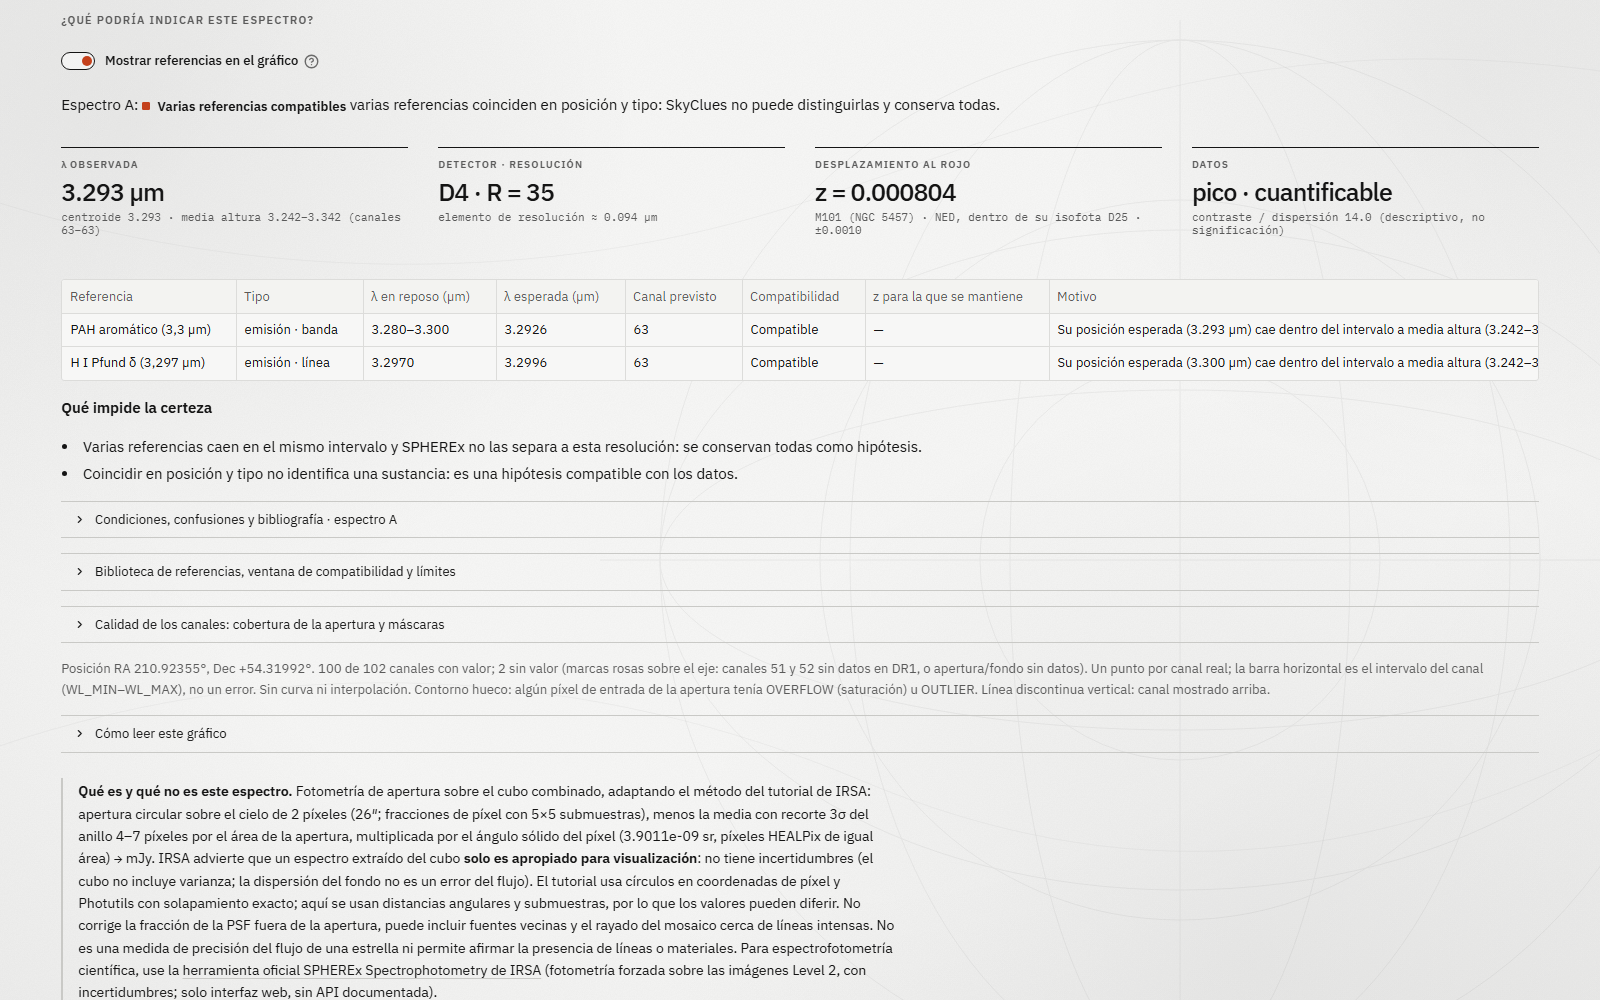 ¿QUÉ PODRÍA INDICAR ESTE ESPECTRO?
Mostrar referencias en el gráfico ?
Espectro A: Varias referencias compatibles varias referencias coinciden en posición y tipo: SkyClues no puede distinguirlas y conserva todas.
λ OBSERVADA
3.293 µm
centroide 3.293 · media altura 3.242–3.342 (canales
63–63)
DETECTOR · RESOLUCIÓN
D4 · R = 35
elemento de resolución ≈ 0.094 µm
DESPLAZAMIENTO AL ROJO
z = 0.000804
M101 (NGC 5457) · NED, dentro de su isofota D25 ·
±0.0010
DATOS
pico · cuantificable
contraste / dispersión 14.0 (descriptivo, no
significación)
Referencia Tipo λ en reposo (µm) λ esperada (µm) Canal previsto Compatibilidad z para la que se mantiene Motivo
PAH aromático (3,3 µm) emisión · banda 3.280–3.300 3.2926 63 Compatible — Su posición esperada (3.293 µm) cae dentro del intervalo a media altura (3.242–3
H I Pfund δ (3,297 µm) emisión · línea 3.2970 3.2996 63 Compatible — Su posición esperada (3.300 µm) cae dentro del intervalo a media altura (3.242–3
Qué impide la certeza
• Varias referencias caen en el mismo intervalo y SPHEREx no las separa a esta resolución: se conservan todas como hipótesis.
• Coincidir en posición y tipo no identifica una sustancia: es una hipótesis compatible con los datos.
› Condiciones, confusiones y bibliografía · espectro A
› Biblioteca de referencias, ventana de compatibilidad y límites
› Calidad de los canales: cobertura de la apertura y máscaras
Posición RA 210.92355°, Dec +54.31992°. 100 de 102 canales con valor; 2 sin valor (marcas rosas sobre el eje: canales 51 y 52 sin datos en DR1, o apertura/fondo sin datos). Un punto por canal real; la barra horizontal es el intervalo del canal
(WL_MIN–WL_MAX), no un error. Sin curva ni interpolación. Contorno hueco: algún píxel de entrada de la apertura tenía OVERFLOW (saturación) u OUTLIER. Línea discontinua vertical: canal mostrado arriba.
› Cómo leer este gráfico
Qué es y qué no es este espectro. Fotometría de apertura sobre el cubo combinado, adaptando el método del tutorial de IRSA:
apertura circular sobre el cielo de 2 píxeles (26″; fracciones de píxel con 5×5 submuestras), menos la media con recorte 3σ del
anillo 4–7 píxeles por el área de la apertura, multiplicada por el ángulo sólido del píxel (3.9011e-09 sr, píxeles HEALPix de igual
área) → mJy. IRSA advierte que un espectro extraído del cubo solo es apropiado para visualización: no tiene incertidumbres (el
cubo no incluye varianza; la dispersión del fondo no es un error del flujo). El tutorial usa círculos en coordenadas de píxel y
Photutils con solapamiento exacto; aquí se usan distancias angulares y submuestras, por lo que los valores pueden diferir. No
corrige la fracción de la PSF fuera de la apertura, puede incluir fuentes vecinas y el rayado del mosaico cerca de líneas intensas. No
es una medida de precisión del flujo de una estrella ni permite afirmar la presencia de líneas o materiales. Para espectrofotometría
científica, use la herramienta oficial SPHEREx Spectrophotometry de IRSA (fotometría forzada sobre las imágenes Level 2, con
incertidumbres; solo interfaz web, sin API documentada).